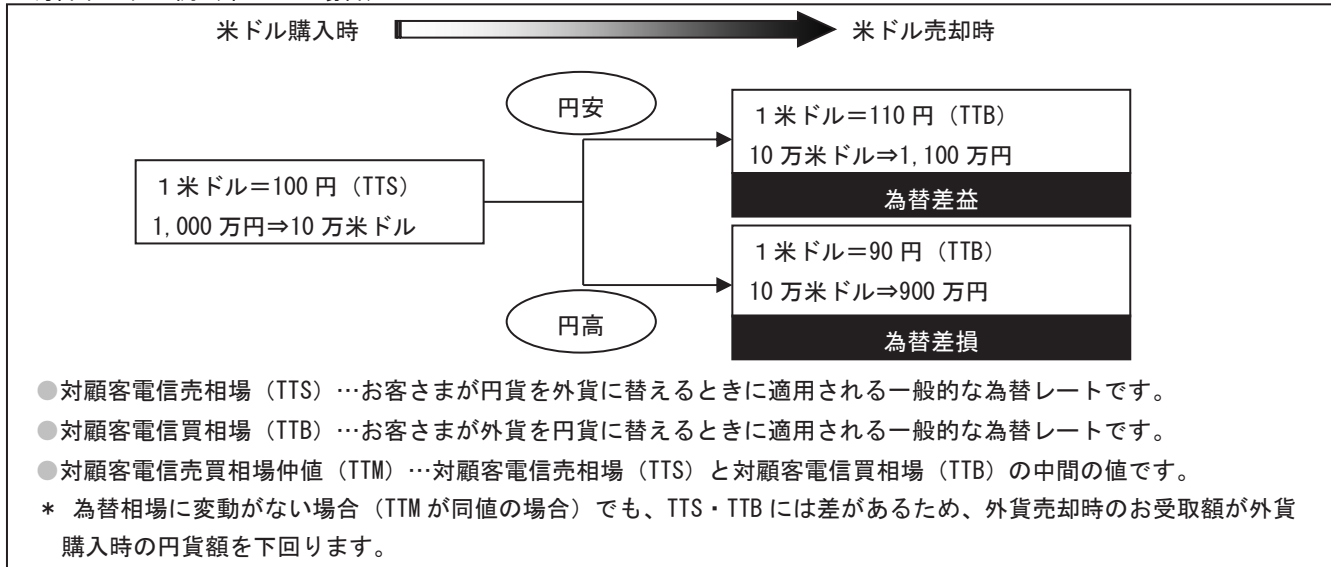 米ドル購入時
米ドル売却時
円安
1米ドル=110円(TTB)
10万米ドル⇒1,100万円
為替差益
1米ドル=100円(TTS)
1,000万円⇒10万米ドル
1米ドル=90円(TTB)
10万米ドル⇒900万円
為替差損
円高
●対顧客電信売相場(TTS)…お客さまが円貨を外貨に替えるときに適用される一般的な為替レートです。
●対顧客電信買相場(TTB)…お客さまが外貨を円貨に替えるときに適用される一般的な為替レートです。
●対顧客電信売買相場仲値(TTM)…対顧客電信売相場(TTS)と対顧客電信買相場(TTB)の中間の値です。
* 為替相場に変動がない場合(TTMが同値の場合)でも、TTS・TTBには差があるため、外貨売却時のお受取額が外貨
購入時の円貨額を下回ります。